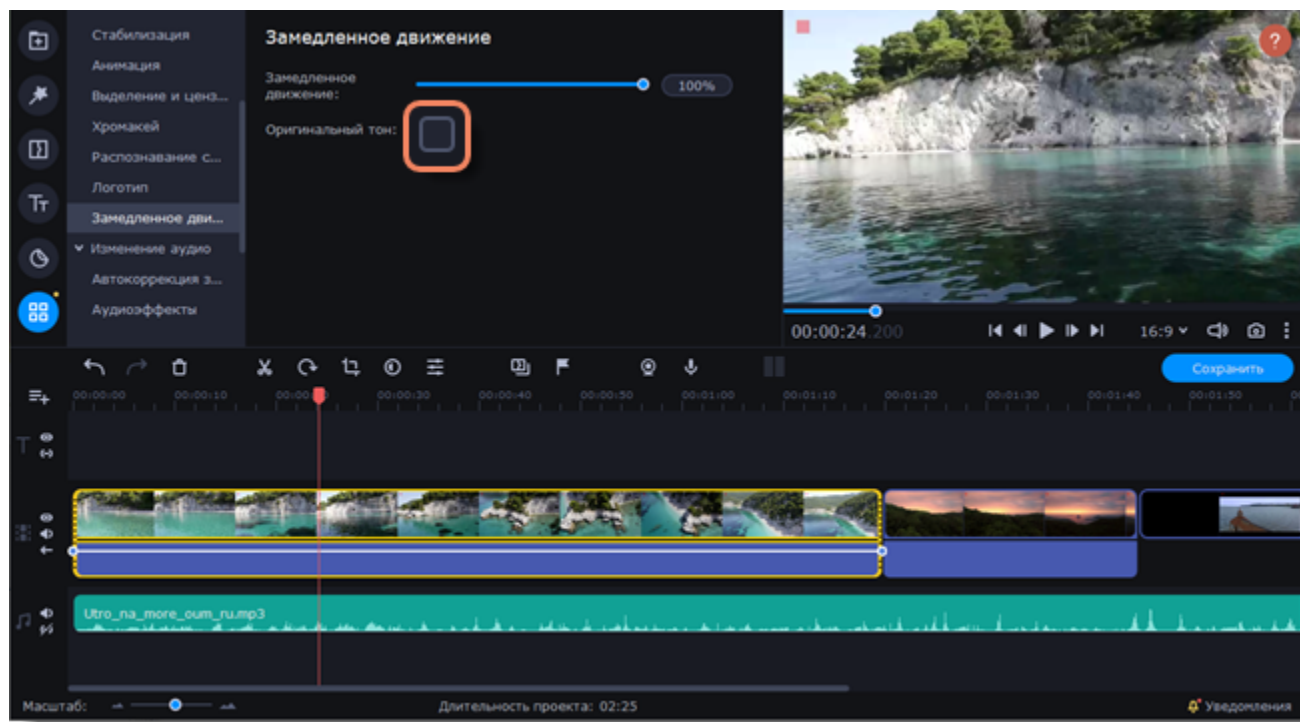 Стабилизация
Анимация
Выделение и ценз...
Хромакей
Распознавание с...
Логотип
Замедленное дви...
Изменение аудио
Автокоррекция з...
Аудиоэффекты
Замедленное движение
Замедленное
движение:
100%
Оригинальный тон:
?
00:00:24.200
16:9
Сохранить
00:00:00 00:00:10 00:00:30 00:00:40 00:00:50 00:01:00 00:01:10 00:01:20 00:01:30 00:01:40 00:01:50
Utro_na_more_oum_ru.mp3
Масштаб:
Длительность проекта: 02:25
Уведомления